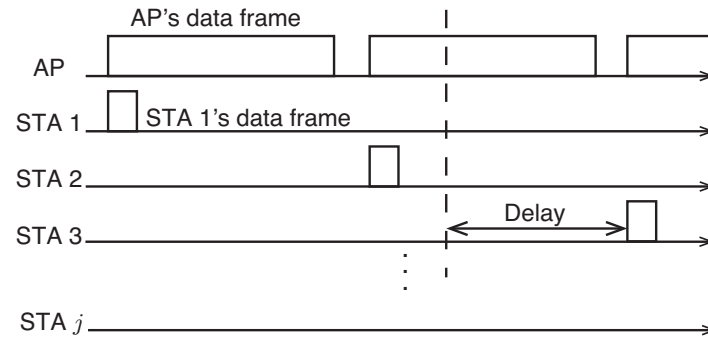 AP's data frame
AP
STA 1
STA 1's data frame
STA 2
Delay
STA 3
STA j